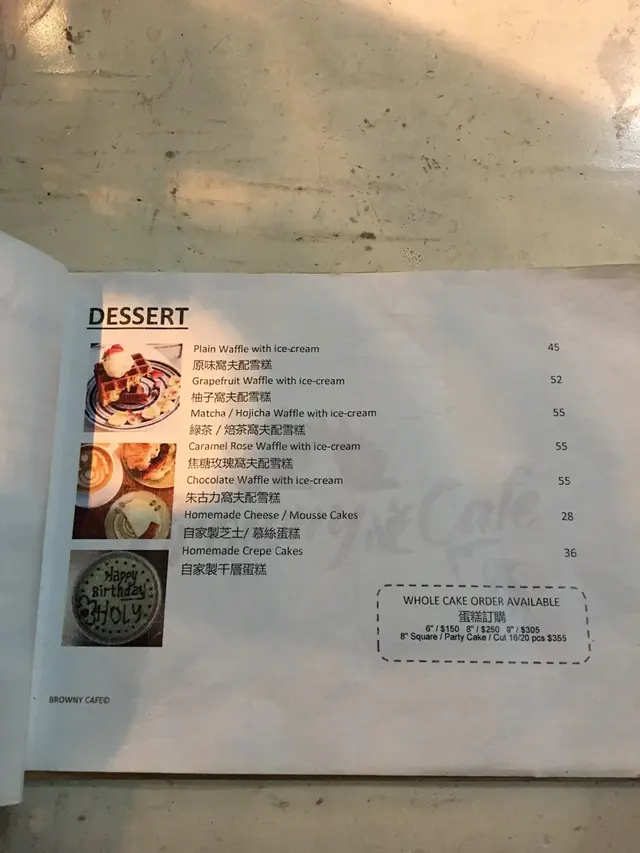 DESSERT
Plain Waffle with ice-cream 45
原味窩夫配雪糕
Grapefruit Waffle with ice-cream 52
柚子窩夫配雪糕
Matcha / Hojicha Waffle with ice-cream 55
綠茶 / 焙茶窩夫配雪糕
Caramel Rose Waffle with ice-cream 55
焦糖玫瑰窩夫配雪糕
Chocolate Waffle with ice-cream 55
朱古力窩夫配雪糕
Homemade Cheese / Mousse Cakes 28
自家製芝士/ 慕絲蛋糕
Homemade Crepe Cakes 36
自家製千層蛋糕
Happy
Birthday
HOLY
Cafe
WHOLE CAKE ORDER AVAILABLE
蛋糕訂購
6" / $150 8" / $250 9" / $305
8" Square / Party Cake / Cut 16/20 pcs $355
BROWNY CAFE©